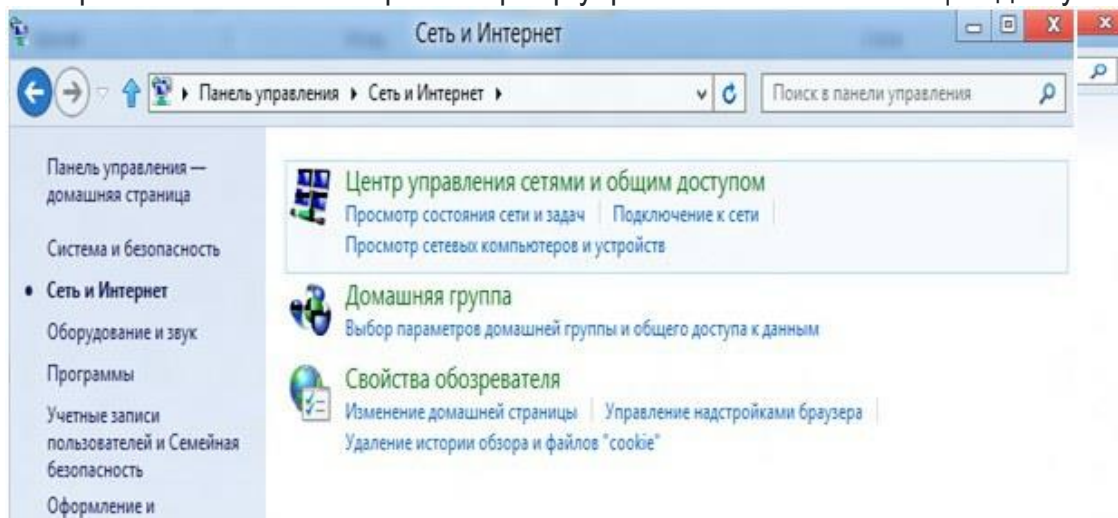 Сеть и Интернет
Панель управления Сеть и Интернет
Поиск в панели управления
Панель управления —
домашняя страница
Система и безопасность
Сеть и Интернет
Оборудование и звук
Программы
Учетные записи
пользователей и Семейная
безопасность
Оформление и
Центр управления сетями и общим доступом
Просмотр состояния сети и задач Подключение к сети
Просмотр сетевых компьютеров и устройств
Домашняя группа
Выбор параметров домашней группы и общего доступа к данным
Свойства обозревателя
Изменение домашней страницы Управление надстройками браузера
Удаление истории обзора и файлов "cookie"